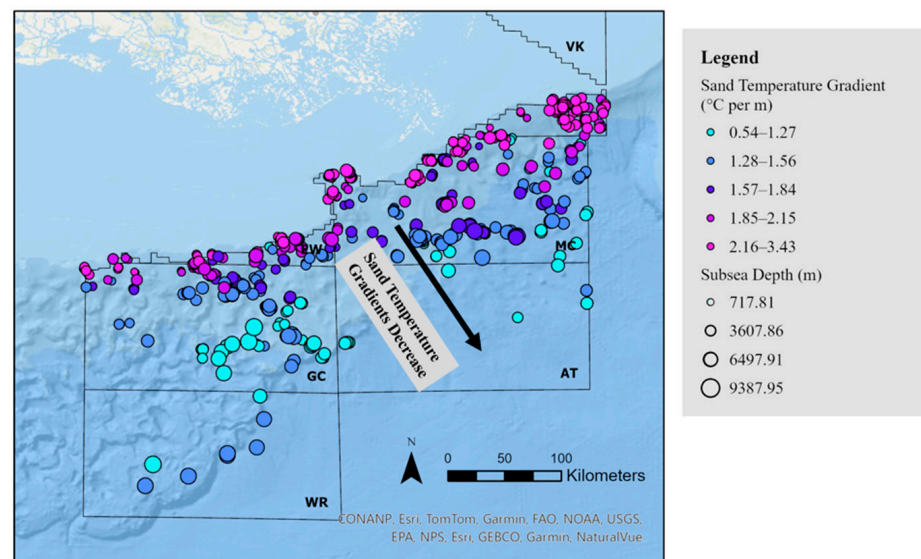 VK
EW
MC
Sand Temperature
Gradients Decrease
GC
AT
WR
N
0 50 100
Kilometers
CONANP, Esri, TomTom, Garmin, FAO, NOAA, USGS,
EPA, NPS, Esri, GEBCO, Garmin, NaturalVue
Legend
Sand Temperature Gradient
(°C per m)
0.54–1.27
1.28–1.56
1.57–1.84
1.85–2.15
2.16–3.43
Subsea Depth (m)
717.81
3607.86
6497.91
9387.95